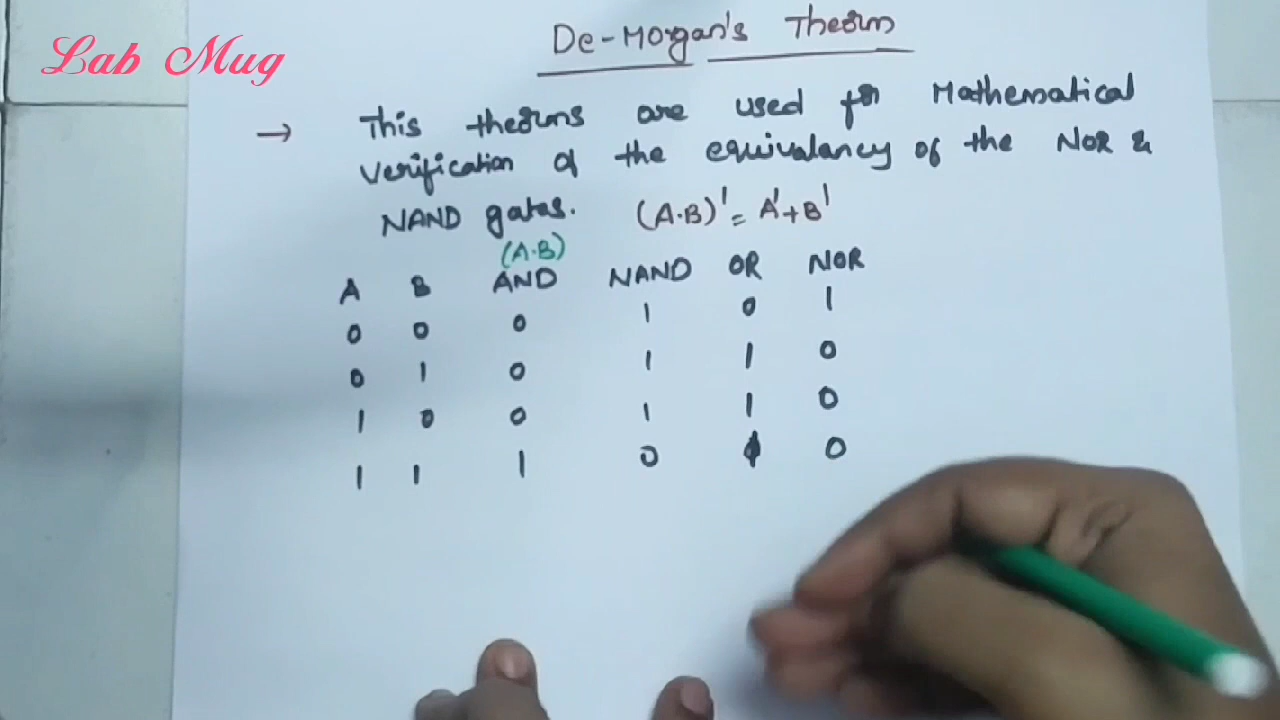 Lab Mug
De-Morgan's Theorm
→ This theorms are used for Mathematical
verification of the equivalancy of the NOR &
NAND gates. (A.B)' = A'+B'
(A.B)
A B AND NAND OR NOR
0 0 0 1 0 1
0 1 0 1 1 0
1 0 0 1 1 0
1 1 1 0 1 0